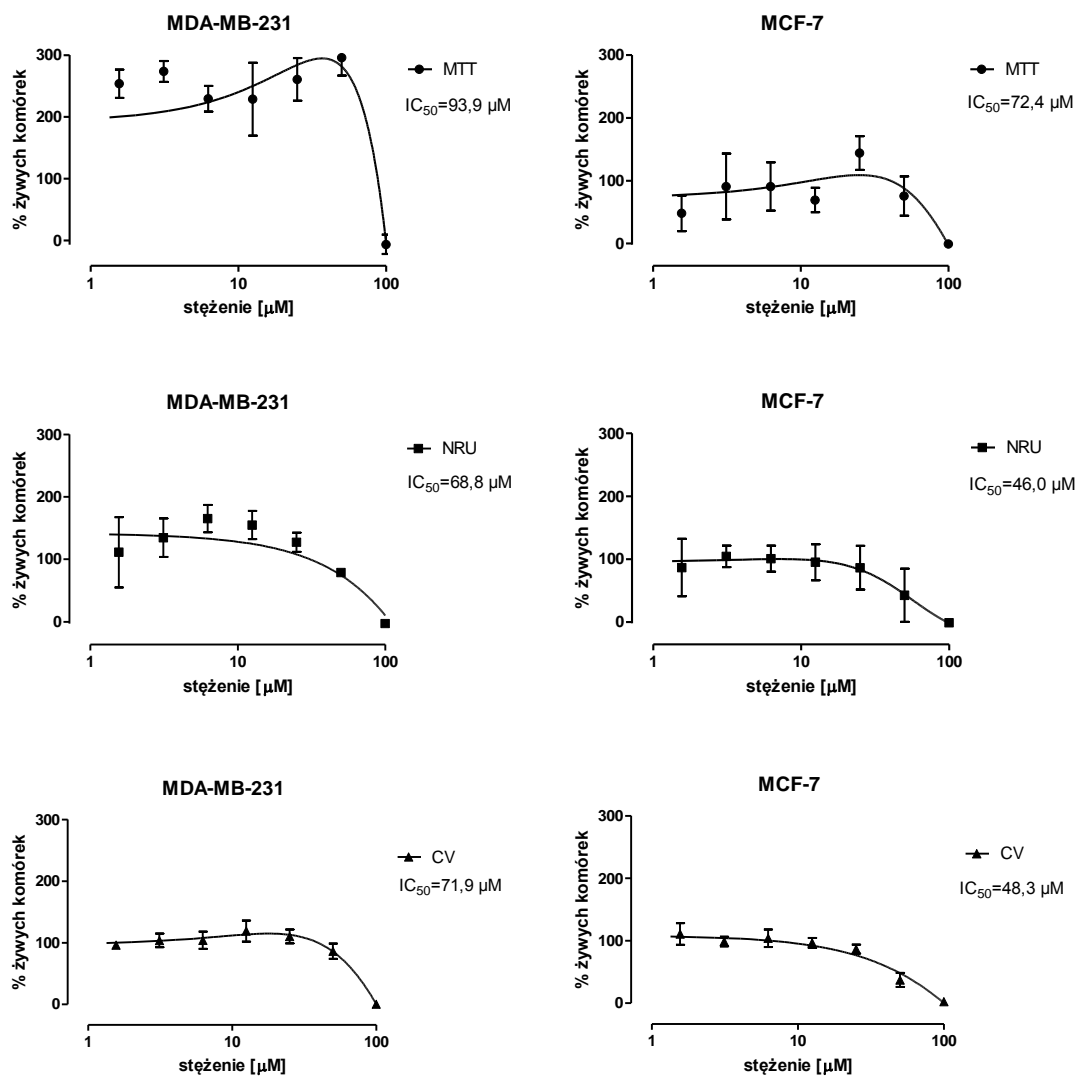 MDA-MB-231
300
200
100
0
% żywych komórek
1
10
100
stężenie [µM]
MTT
IC50=93,9 µM
MCF-7
300
200
100
0
% żywych komórek
1
10
100
stężenie [µM]
MTT
IC50=72,4 µM
MDA-MB-231
300
200
100
0
% żywych komórek
1
10
100
stężenie [µM]
NRU
IC50=68,8 µM
MCF-7
300
200
100
0
% żywych komórek
1
10
100
stężenie [µM]
NRU
IC50=46,0 µM
MDA-MB-231
300
200
100
0
% żywych komórek
1
10
100
stężenie [µM]
CV
IC50=71,9 µM
MCF-7
300
200
100
0
% żywych komórek
1
10
100
stężenie [µM]
CV
IC50=48,3 µM